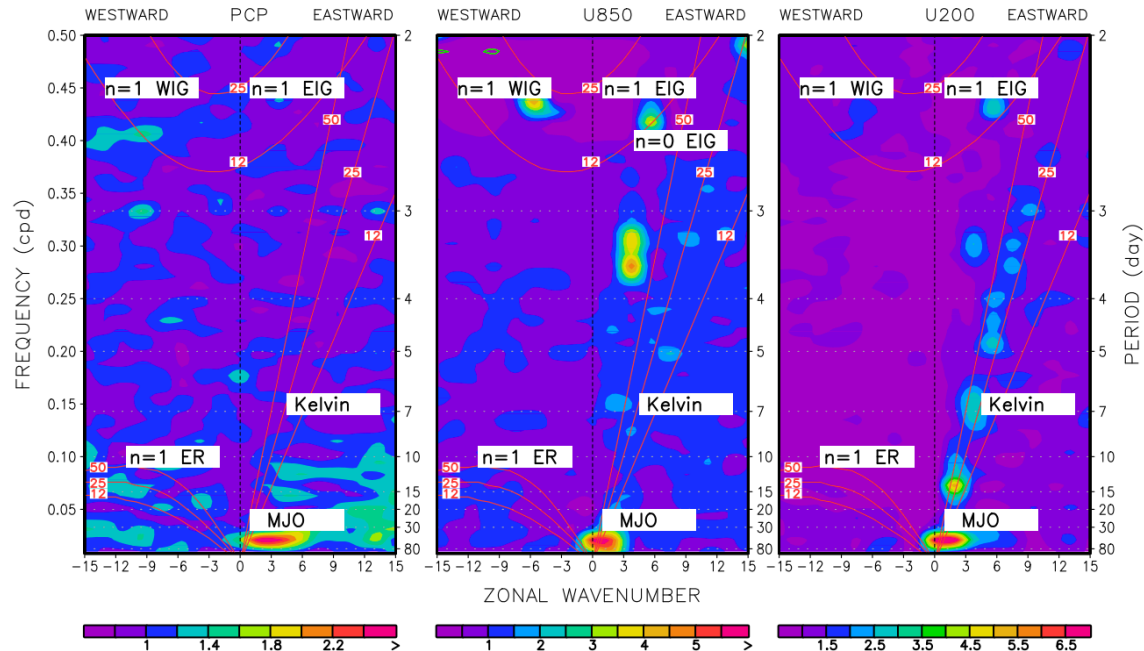 WESTWARD PCP EASTWARD WESTWARD U850 EASTWARD WESTWARD U200 EASTWARD
FREQUENCY (cpd)
0.50
0.45
0.40
0.35
0.30
0.25
0.20
0.15
0.10
0.05
n=1 WIG
n=1 EIG
25
50
12
25
12
Kelvin
n=1 ER
50
25
12
MJO
2
3
4
5
7
10
15
20
30
80
-15 -12 -9 -6 -3 0 3 6 9 12 15
n=1 WIG
n=1 EIG
25
50
n=0 EIG
12
25
12
Kelvin
n=1 ER
50
25
12
MJO
2
3
4
5
7
10
15
20
30
80
-15 -12 -9 -6 -3 0 3 6 9 12 15
n=1 WIG
n=1 EIG
25
50
12
25
12
Kelvin
n=1 ER
50
25
12
MJO
2
3
4
5
7
10
15
20
30
80
PERIOD (day)
-15 -12 -9 -6 -3 0 3 6 9 12 15
ZONAL WAVENUMBER
1 1.4 1.8 2.2 >
1 2 3 4 5 >
1.5 2.5 3.5 4.5 5.5 6.5